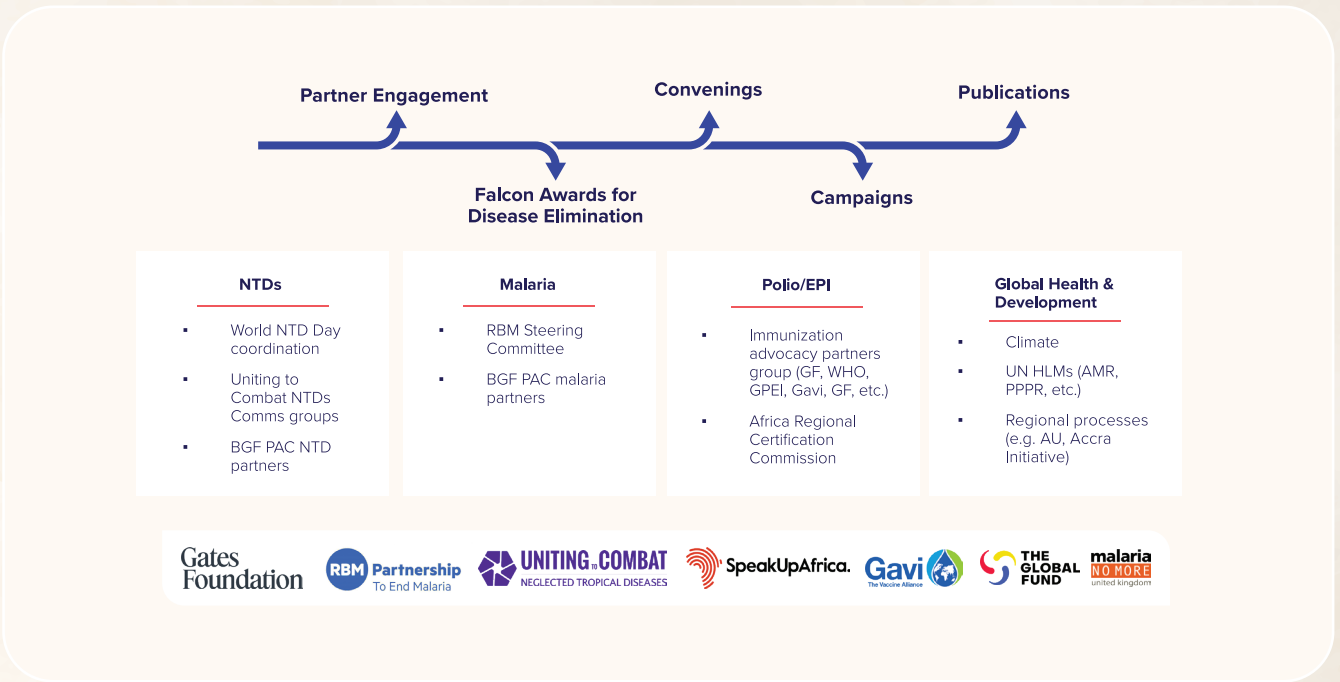 Partner Engagement
Convenings
Publications
Falcon Awards for
Disease Elimination
Campaigns
NTDs
▪ World NTD Day
coordination
▪ Uniting to
Combat NTDs
Comms groups
▪ BGF PAC NTD
partners
Malaria
▪ RBM Steering
Committee
▪ BGF PAC malaria
partners
Polio/EPI
▪ Immunization
advocacy partners
group (GF, WHO,
GPEI, Gavi, GF, etc.)
▪ Africa Regional
Certification
Commission
Global Health &
Development
▪ Climate
▪ UN HLMs (AMR,
PPPR, etc.)
▪ Regional processes
(e.g. AU, Accra
Initiative)
Gates
Foundation
RBM Partnership
To End Malaria
UNITING TO COMBAT
NEGLECTED TROPICAL DISEASES
SpeakUpAfrica.
Gavi
The Vaccine Alliance
THE
GLOBAL
FUND
malaria
NO MORE
united kingdom